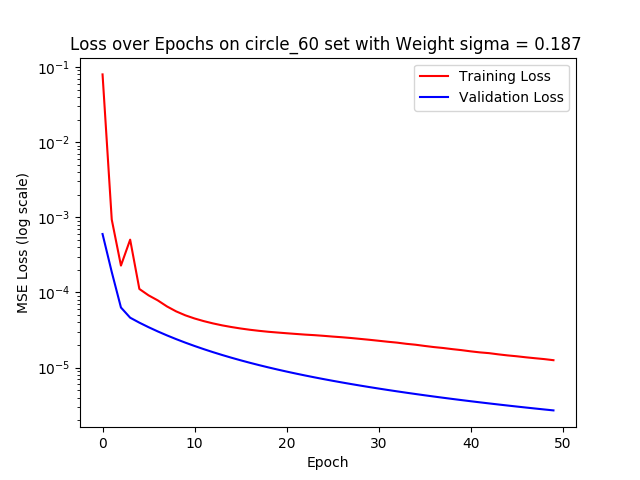 Loss over Epochs on circle_60 set with Weight sigma = 0.187
Training Loss
Validation Loss
MSE Loss (log scale)
10⁻¹
10⁻²
10⁻³
10⁻⁴
10⁻⁵
0 10 20 30 40 50
Epoch